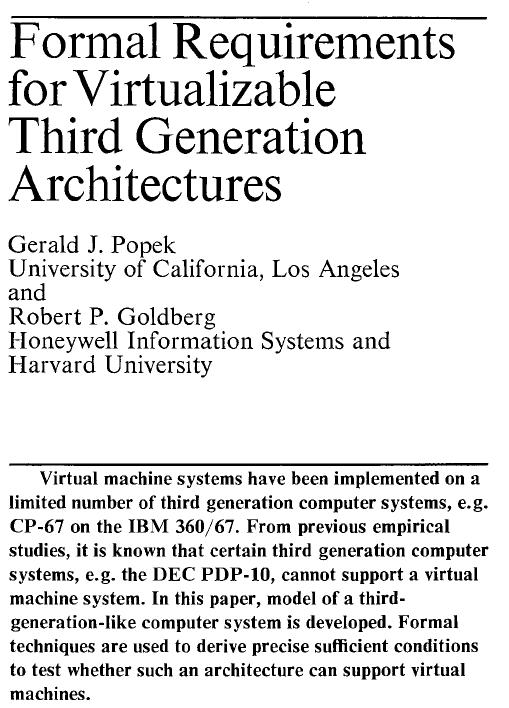 Formal Requirements
for Virtualizable
Third Generation
Architectures
Gerald J. Popek
University of California, Los Angeles
and
Robert P. Goldberg
Honeywell Information Systems and
Harvard University
Virtual machine systems have been implemented on a
limited number of third generation computer systems, e.g.
CP-67 on the IBM 360/67. From previous empirical
studies, it is known that certain third generation computer
systems, e.g. the DEC PDP-10, cannot support a virtual
machine system. In this paper, model of a third-
generation-like computer system is developed. Formal
techniques are used to derive precise sufficient conditions
to test whether such an architecture can support virtual
machines.